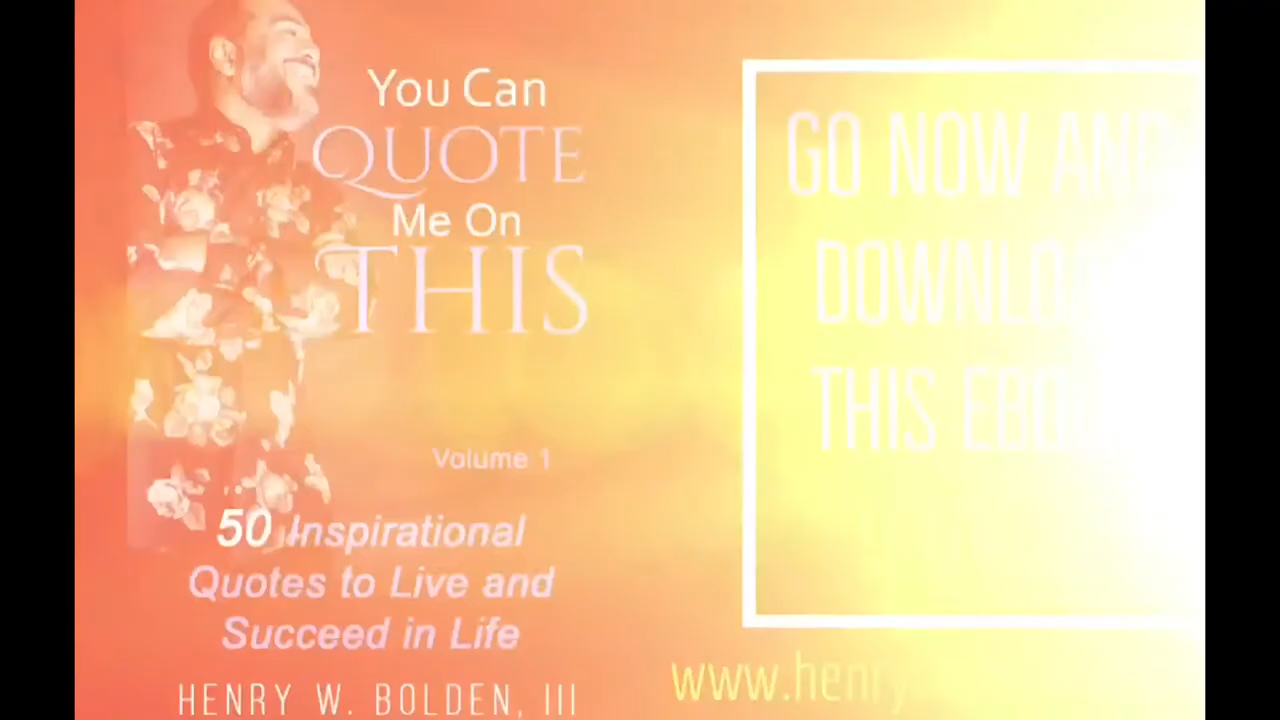 You Can
QUOTE
Me On
THIS
Volume 1
50 Inspirational
Quotes to Live and
Succeed in Life
HENRY W. BOLDEN, III
GO NOW AND
THIS